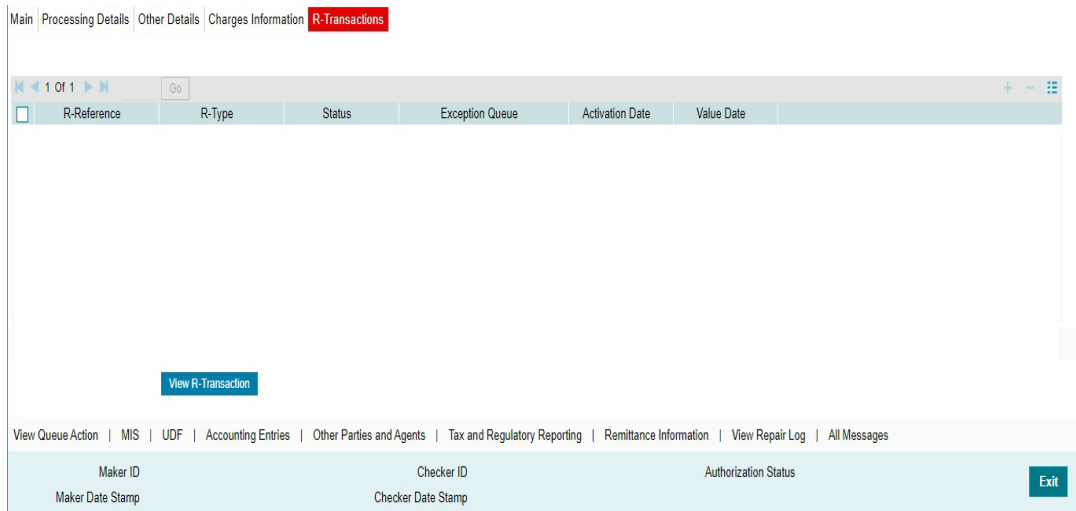 Main Processing Details Other Details Charges Information R-Transactions
1 Of 1 Go
R-Reference R-Type Status Exception Queue Activation Date Value Date
View R-Transaction
View Queue Action | MIS | UDF | Accounting Entries | Other Parties and Agents | Tax and Regulatory Reporting | Remittance Information | View Repair Log | All Messages
Maker ID Checker ID Authorization Status
Exit
Maker Date Stamp Checker Date Stamp